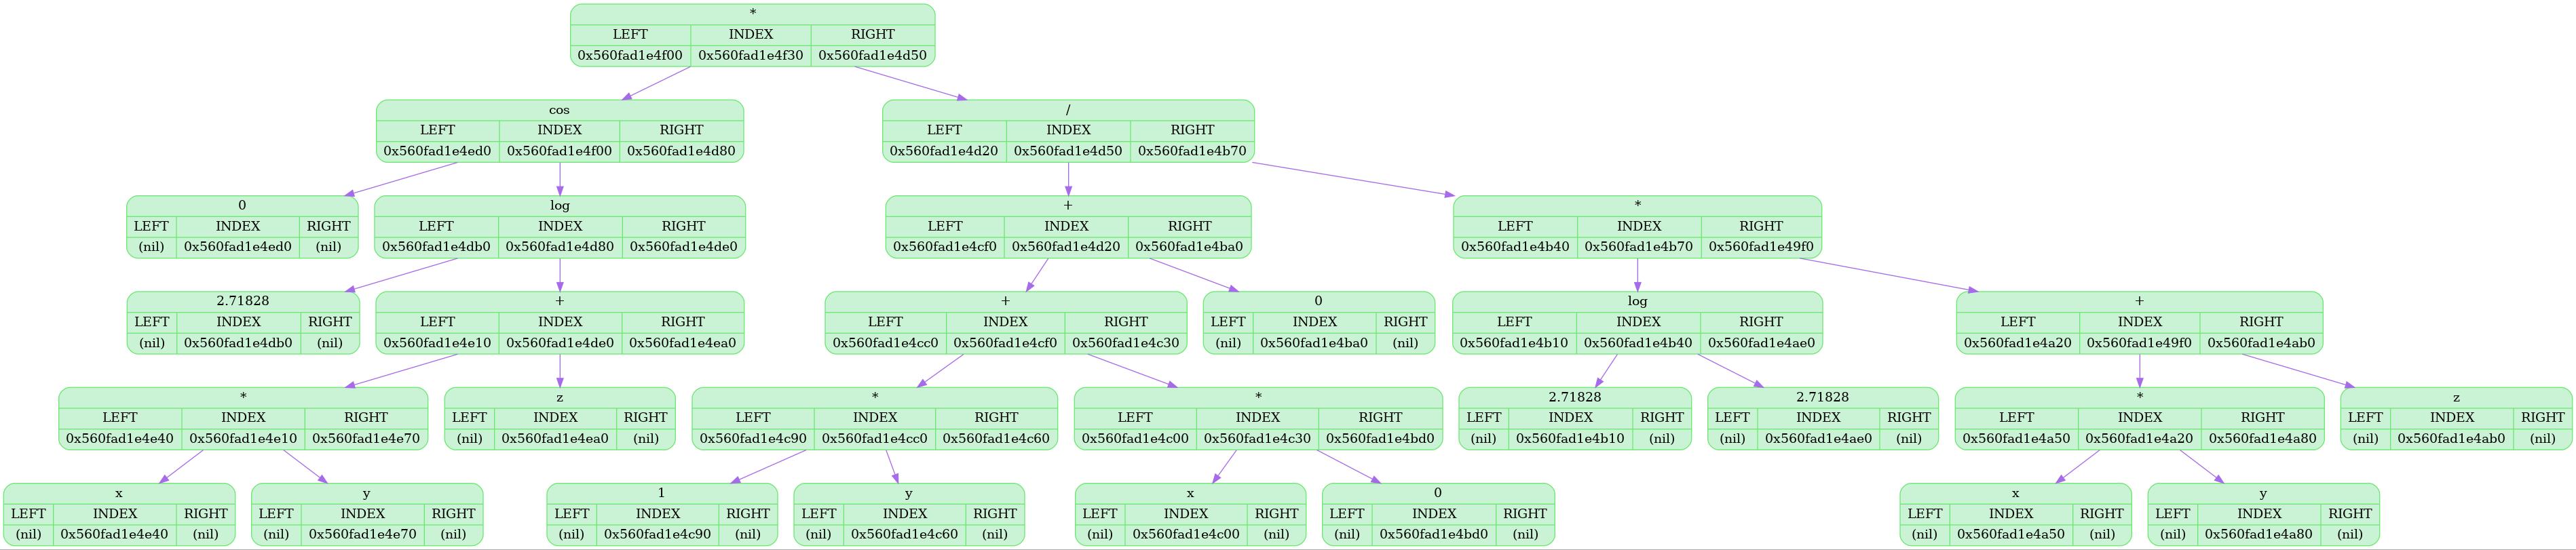 *
LEFT INDEX RIGHT
0x560fad1e4f00 0x560fad1e4f30 0x560fad1e4d50
cos
LEFT INDEX RIGHT
0x560fad1e4ed0 0x560fad1e4f00 0x560fad1e4d80
/
LEFT INDEX RIGHT
0x560fad1e4d20 0x560fad1e4d50 0x560fad1e4b70
0
LEFT INDEX RIGHT
(nil) 0x560fad1e4ed0 (nil)
log
LEFT INDEX RIGHT
0x560fad1e4db0 0x560fad1e4d80 0x560fad1e4de0
+
LEFT INDEX RIGHT
0x560fad1e4cf0 0x560fad1e4d20 0x560fad1e4ba0
*
LEFT INDEX RIGHT
0x560fad1e4b40 0x560fad1e4b70 0x560fad1e49f0
2.71828
LEFT INDEX RIGHT
(nil) 0x560fad1e4db0 (nil)
+
LEFT INDEX RIGHT
0x560fad1e4e10 0x560fad1e4de0 0x560fad1e4ea0
+
LEFT INDEX RIGHT
0x560fad1e4cc0 0x560fad1e4cf0 0x560fad1e4c30
0
LEFT INDEX RIGHT
(nil) 0x560fad1e4ba0 (nil)
log
LEFT INDEX RIGHT
0x560fad1e4b10 0x560fad1e4b40 0x560fad1e4ae0
+
LEFT INDEX RIGHT
0x560fad1e4a20 0x560fad1e49f0 0x560fad1e4ab0
*
LEFT INDEX RIGHT
0x560fad1e4e40 0x560fad1e4e10 0x560fad1e4e70
z
LEFT INDEX RIGHT
(nil) 0x560fad1e4ea0 (nil)
*
LEFT INDEX RIGHT
0x560fad1e4c90 0x560fad1e4cc0 0x560fad1e4c60
*
LEFT INDEX RIGHT
0x560fad1e4c00 0x560fad1e4c30 0x560fad1e4bd0
2.71828
LEFT INDEX RIGHT
(nil) 0x560fad1e4b10 (nil)
2.71828
LEFT INDEX RIGHT
(nil) 0x560fad1e4ae0 (nil)
*
LEFT INDEX RIGHT
0x560fad1e4a50 0x560fad1e4a20 0x560fad1e4a80
z
LEFT INDEX RIGHT
(nil) 0x560fad1e4ab0 (nil)
x
LEFT INDEX RIGHT
(nil) 0x560fad1e4e40 (nil)
y
LEFT INDEX RIGHT
(nil) 0x560fad1e4e70 (nil)
1
LEFT INDEX RIGHT
(nil) 0x560fad1e4c90 (nil)
y
LEFT INDEX RIGHT
(nil) 0x560fad1e4c60 (nil)
x
LEFT INDEX RIGHT
(nil) 0x560fad1e4c00 (nil)
0
LEFT INDEX RIGHT
(nil) 0x560fad1e4bd0 (nil)
x
LEFT INDEX RIGHT
(nil) 0x560fad1e4a50 (nil)
y
LEFT INDEX RIGHT
(nil) 0x560fad1e4a80 (nil)